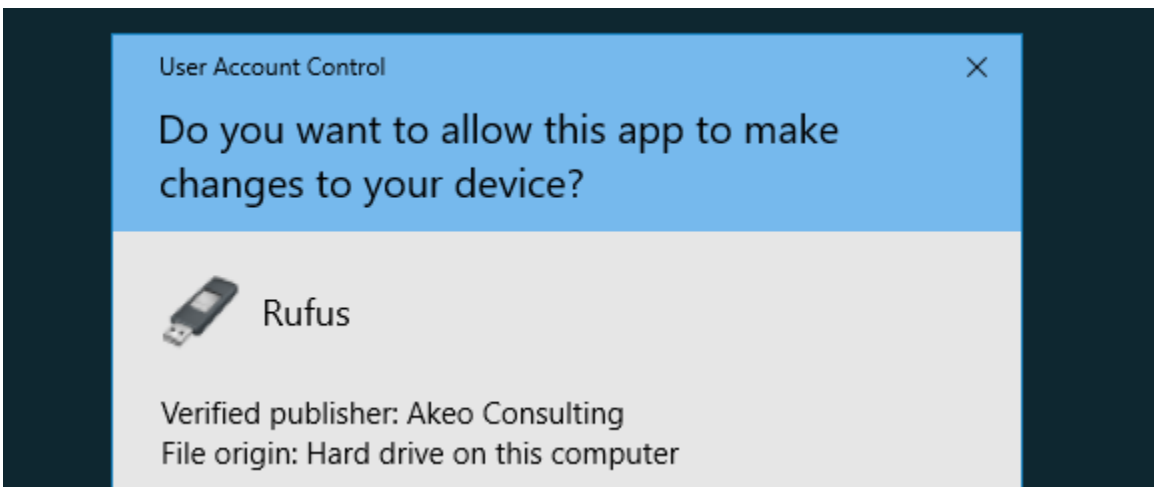 User Account Control
Do you want to allow this app to make
changes to your device?
Rufus
Verified publisher: Akeo Consulting
File origin: Hard drive on this computer